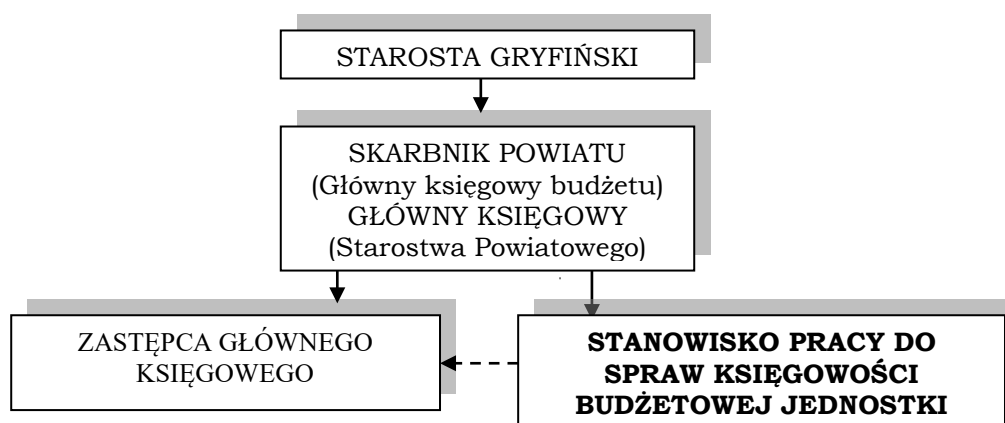 STAROSTA GRYFIŃSKI
SKARBNIK POWIATU
(Główny księgowy budżetu)
GŁÓWNY KSIĘGOWY
(Starostwa Powiatowego)
ZASTĘPCA GŁÓWNEGO
KSIĘGOWEGO
STANOWISKO PRACY DO
SPRAW KSIĘGOWOŚCI
BUDŻETOWEJ JEDNOSTKI